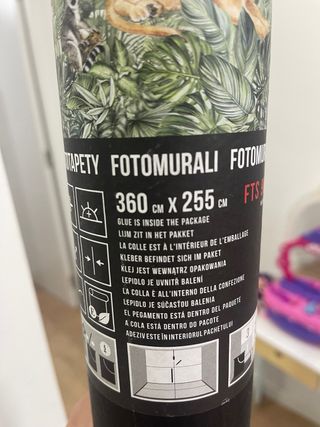 FOTOMURALI
360 CM X 255 CM
FTS
GLUE IS INSIDE THE PACKAGE
LIJM ZIT IN HET PAKKET
LA COLLE EST À L'INTÉRIEUR DE L'EMBALLAGE
KLEBER BEFINDET SICH IM PAKET
KLEJ JEST WEWNĄTRZ OPAKOWANIA
LEPIDLO JE UVNITŘ BALENÍ
LA COLLA È ALL'INTERNO DELLA CONFEZIONE
LEPIDLO JE SÚČASŤOU BALENIA
EL PEGAMENTO ESTÁ DENTRO DEL PAQUETE
A COLA ESTÁ DENTRO DO PACOTE
ADEZIV ESTE ÎN INTERIORUL PACHETULUI